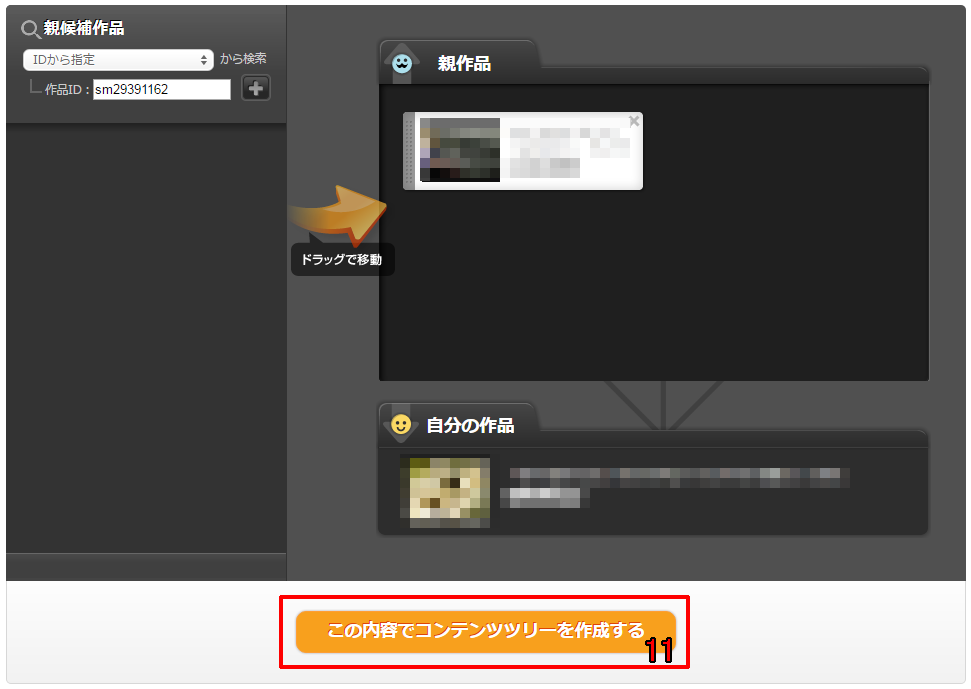 親候補作品
IDから指定 から検索
作品ID : sm29391162
親作品
ドラッグで移動
自分の作品
この内容でコンテンツツリーを作成する
11